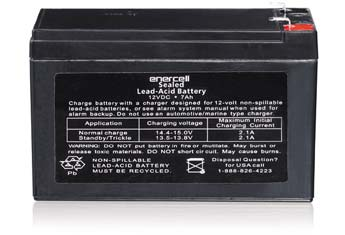 enercell
Sealed
Lead-Acid Battery
12VDC • 7Ah
Charge battery with a charger designed for 12-volt non-spillable
lead-acid batteries, or see alarm system manual when used for
alarm backup. Do not use an automotive/marine type charger.
Application Charging voltage Maximum Initial Charging Current
Normal charge 14.4-15.0V 2.1A
Standby/Trickle 13.5-13.8V 2.1A
WARNING: DO NOT put battery in fire or mutilate. May burst or
release toxic materials. Do not short circuit—may cause burns.
Pb
NON-SPILLABLE
LEAD-ACID BATTERY
MUST BE RECYCLED
Disposal Question?
for USA call
1-888-826-4223